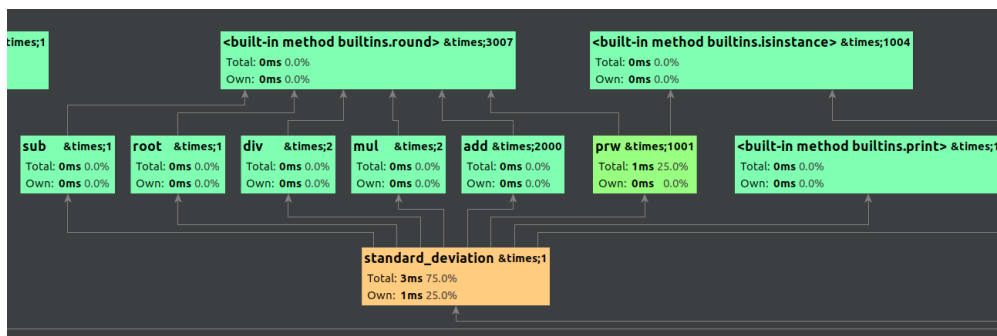 times;1
<built-in method builtins.round> &times;3007
Total: 0ms 0.0%
Own: 0ms 0.0%
<built-in method builtins.isinstance> &times;1004
Total: 0ms 0.0%
Own: 0ms 0.0%
sub &times;1
Total: 0ms 0.0%
Own: 0ms 0.0%
root &times;1
Total: 0ms 0.0%
Own: 0ms 0.0%
div &times;2
Total: 0ms 0.0%
Own: 0ms 0.0%
mul &times;2
Total: 0ms 0.0%
Own: 0ms 0.0%
add &times;2000
Total: 0ms 0.0%
Own: 0ms 0.0%
prw &times;1001
Total: 1ms 25.0%
Own: 0ms 0.0%
<built-in method builtins.print> &times;1
Total: 0ms 0.0%
Own: 0ms 0.0%
standard_deviation &times;1
Total: 3ms 75.0%
Own: 1ms 25.0%